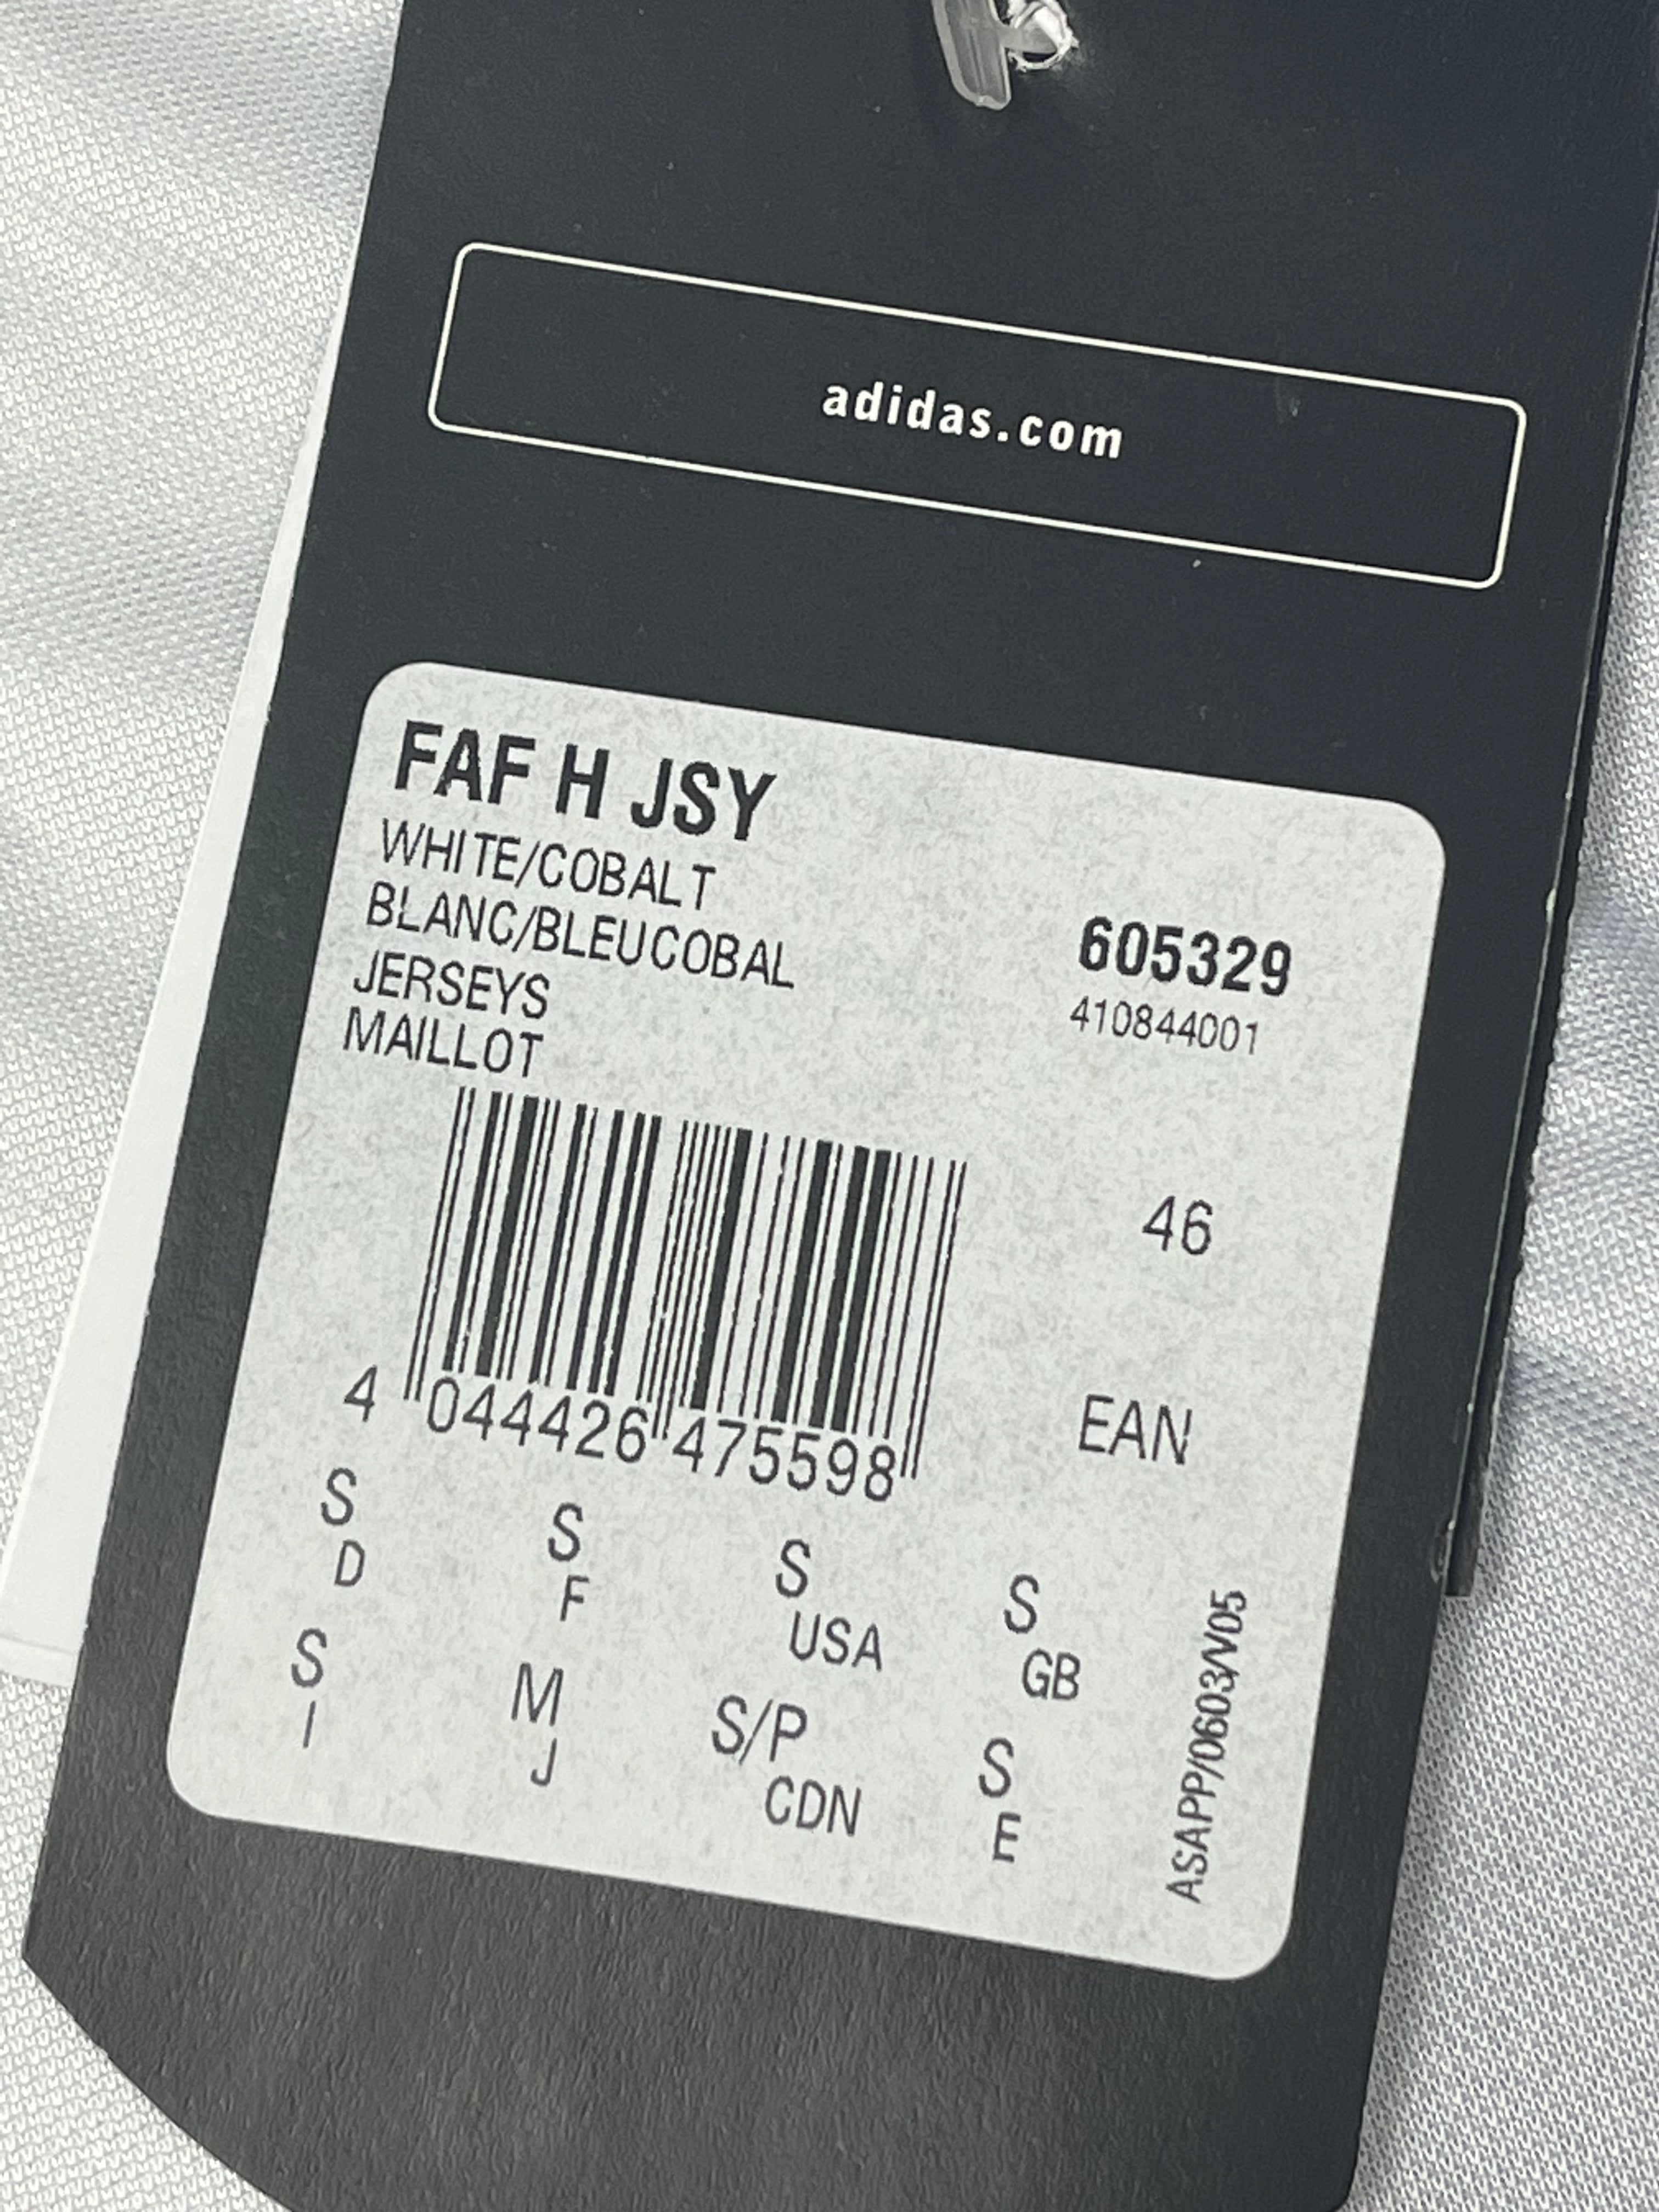 adidas.com
FAF H JSY
WHITE/COBALT
BLANC/BLEUCOBAL
JERSEYS
MAILLOT
605329
410844001
46
4 044426 475598
EAN
S S S S
D F USA GB
S M S/P S
I J CDN E
ASAPP/0603/V05